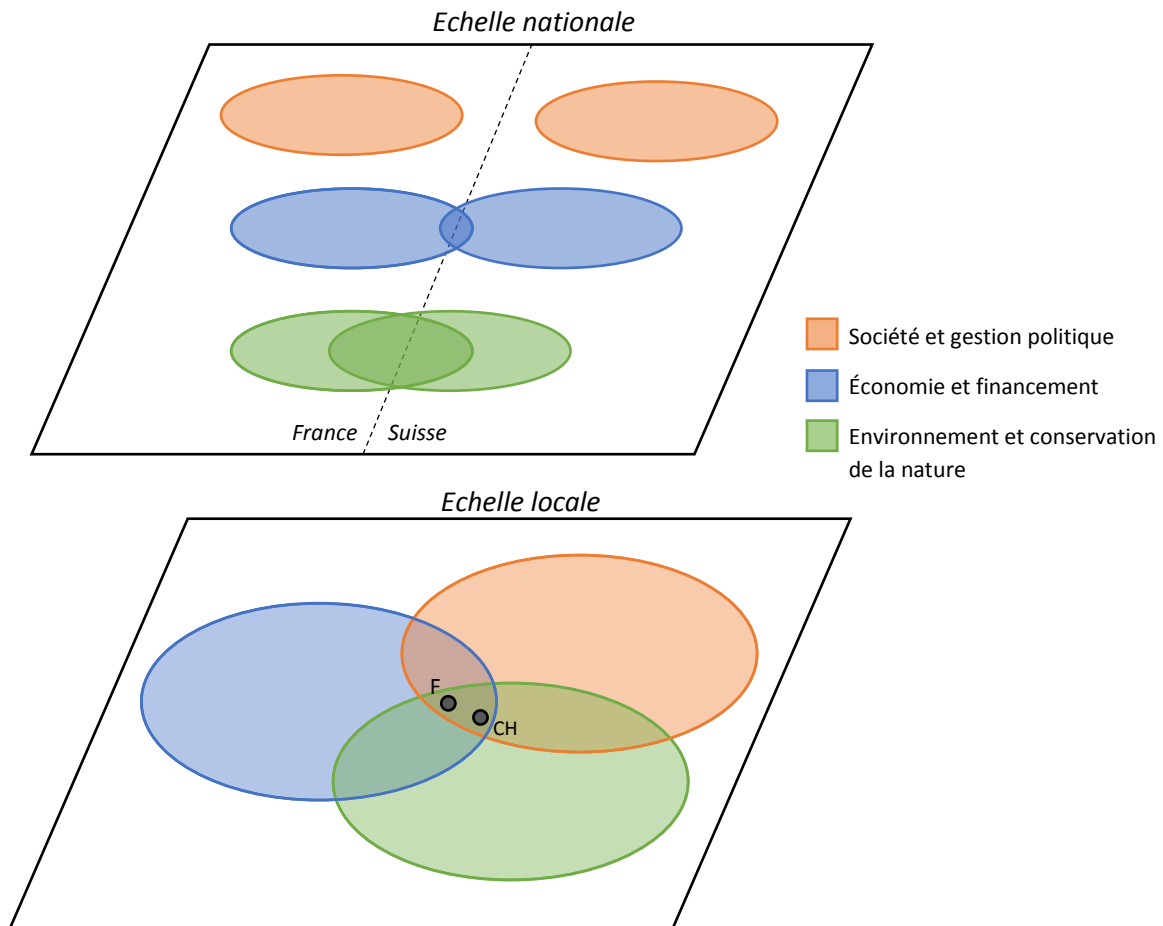 Echelle nationale
Société et gestion politique
Économie et financement
Environnement et conservation
de la nature
France
Suisse
Echelle locale
F
CH